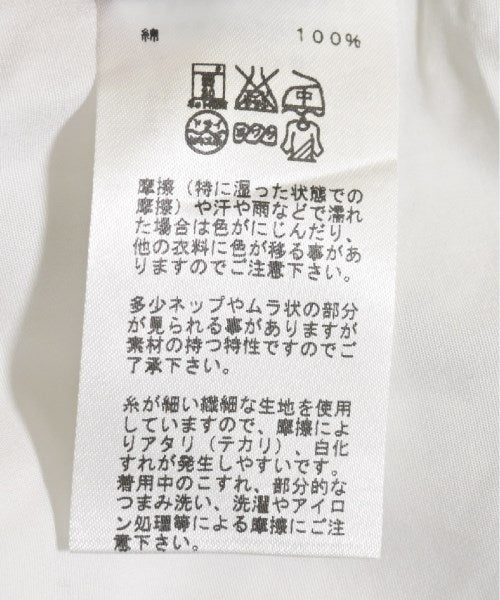 綿 100%
中
ドライ
摩擦（特に湿った状態での
摩擦）や汗や雨などで濡れ
た場合は色がにじんだり、
他の衣料に色が移る事があ
りますのでご注意下さい。
多少ネップやムラ状の部分
が見られる事がありますが
素材の持つ特性ですのでご
了承下さい。
糸が細い繊細な生地を使用
していますので、摩擦によ
りアタリ（テカリ）、白化
すれが発生しやすいです。
着用中のこすれ、部分的な
つまみ洗い、洗濯やアイロ
ン処理等による摩擦にご注
意下さい。